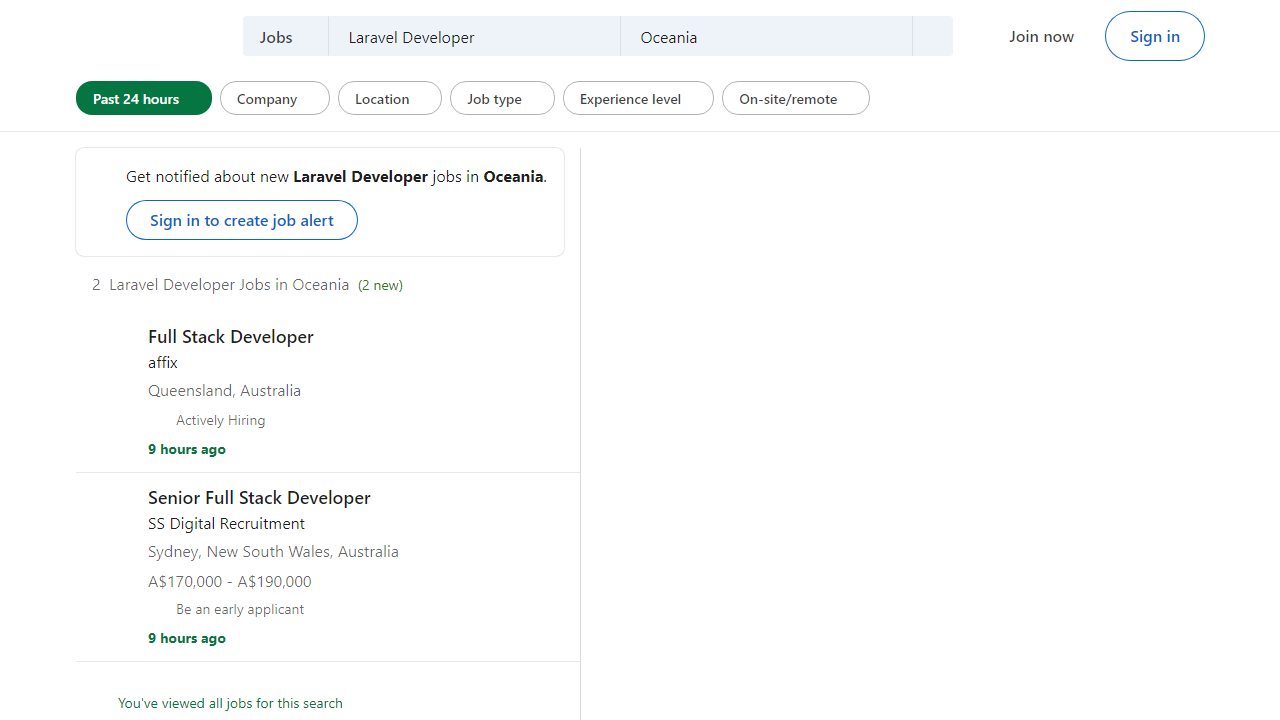 Jobs Laravel Developer Oceania Join now Sign in
Past 24 hours Company Location Job type Experience level On-site/remote
Get notified about new Laravel Developer jobs in Oceania.
Sign in to create job alert
2 Laravel Developer Jobs in Oceania (2 new)
Full Stack Developer
affix
Queensland, Australia
Actively Hiring
9 hours ago
Senior Full Stack Developer
SS Digital Recruitment
Sydney, New South Wales, Australia
A$170,000 - A$190,000
Be an early applicant
9 hours ago
You've viewed all jobs for this search